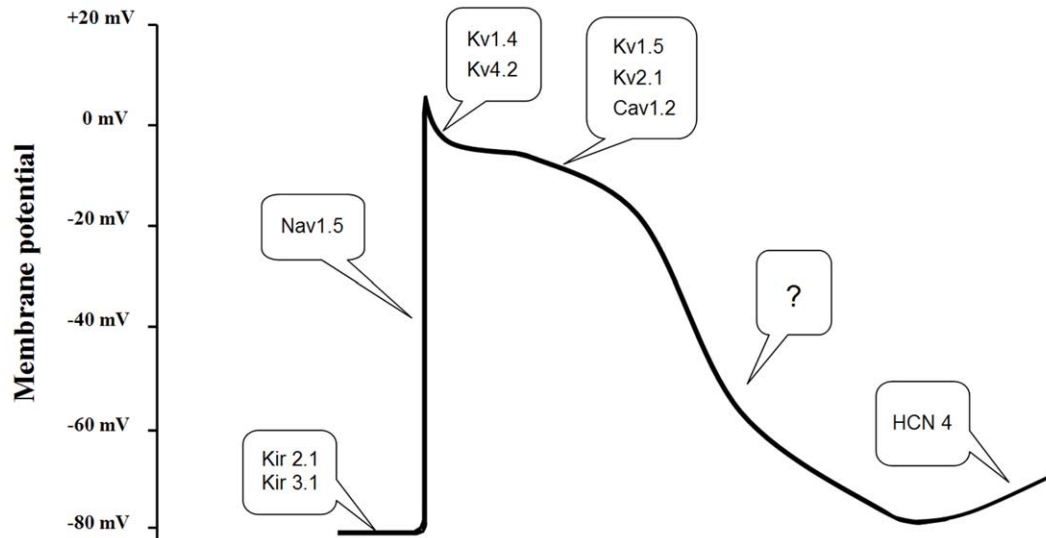 +20 mV
0 mV
-20 mV
-40 mV
-60 mV
-80 mV
Membrane potential
Kv1.4
Kv4.2
Kv1.5
Kv2.1
Cav1.2
Nav1.5
?
HCN 4
Kir 2.1
Kir 3.1